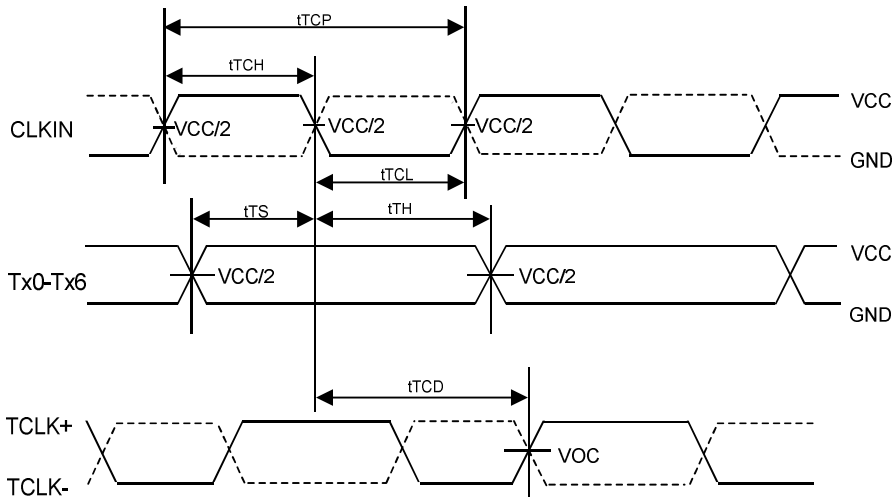 tTCP
tTCH
VCC
CLKIN
VCC/2
VCC/2
VCC/2
GND
tTCL
tTS
tTH
VCC
Tx0-Tx6
VCC/2
VCC/2
GND
tTCD
TCLK+
VOC
TCLK-